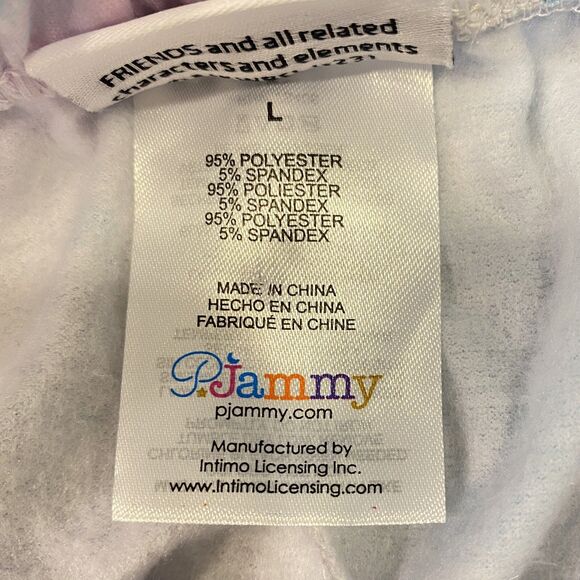 FRIENDS and all related
characters and elements
L
95% POLYESTER
5% SPANDEX
95% POLIESTER
5% SPANDEX
95% POLYESTER
5% SPANDEX
MADE IN CHINA
HECHO EN CHINA
FABRIQUÉ EN CHINE
PJammy
pjammy.com
Manufactured by
Intimo Licensing Inc.
www.IntimoLicensing.com